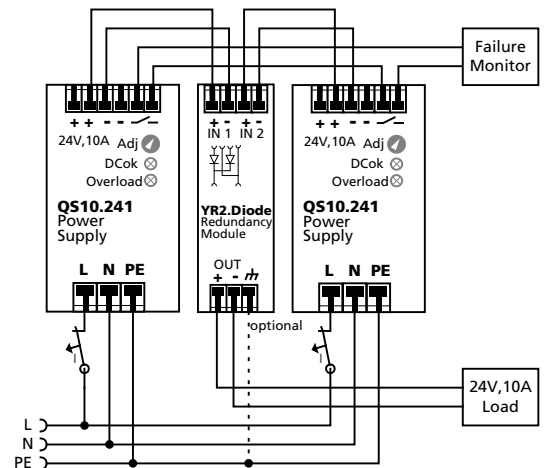 Failure
Monitor
+ + - -
24V,10A Adj
DCok
Overload
QS10.241
Power
Supply
L N PE
+ - + -
IN 1 IN 2
YR2.Diode
Redundancy
Module
OUT
+ -
optional
+ + - -
24V,10A Adj
DCok
Overload
QS10.241
Power
Supply
L N PE
I
I
24V,10A
Load
L
N
PE